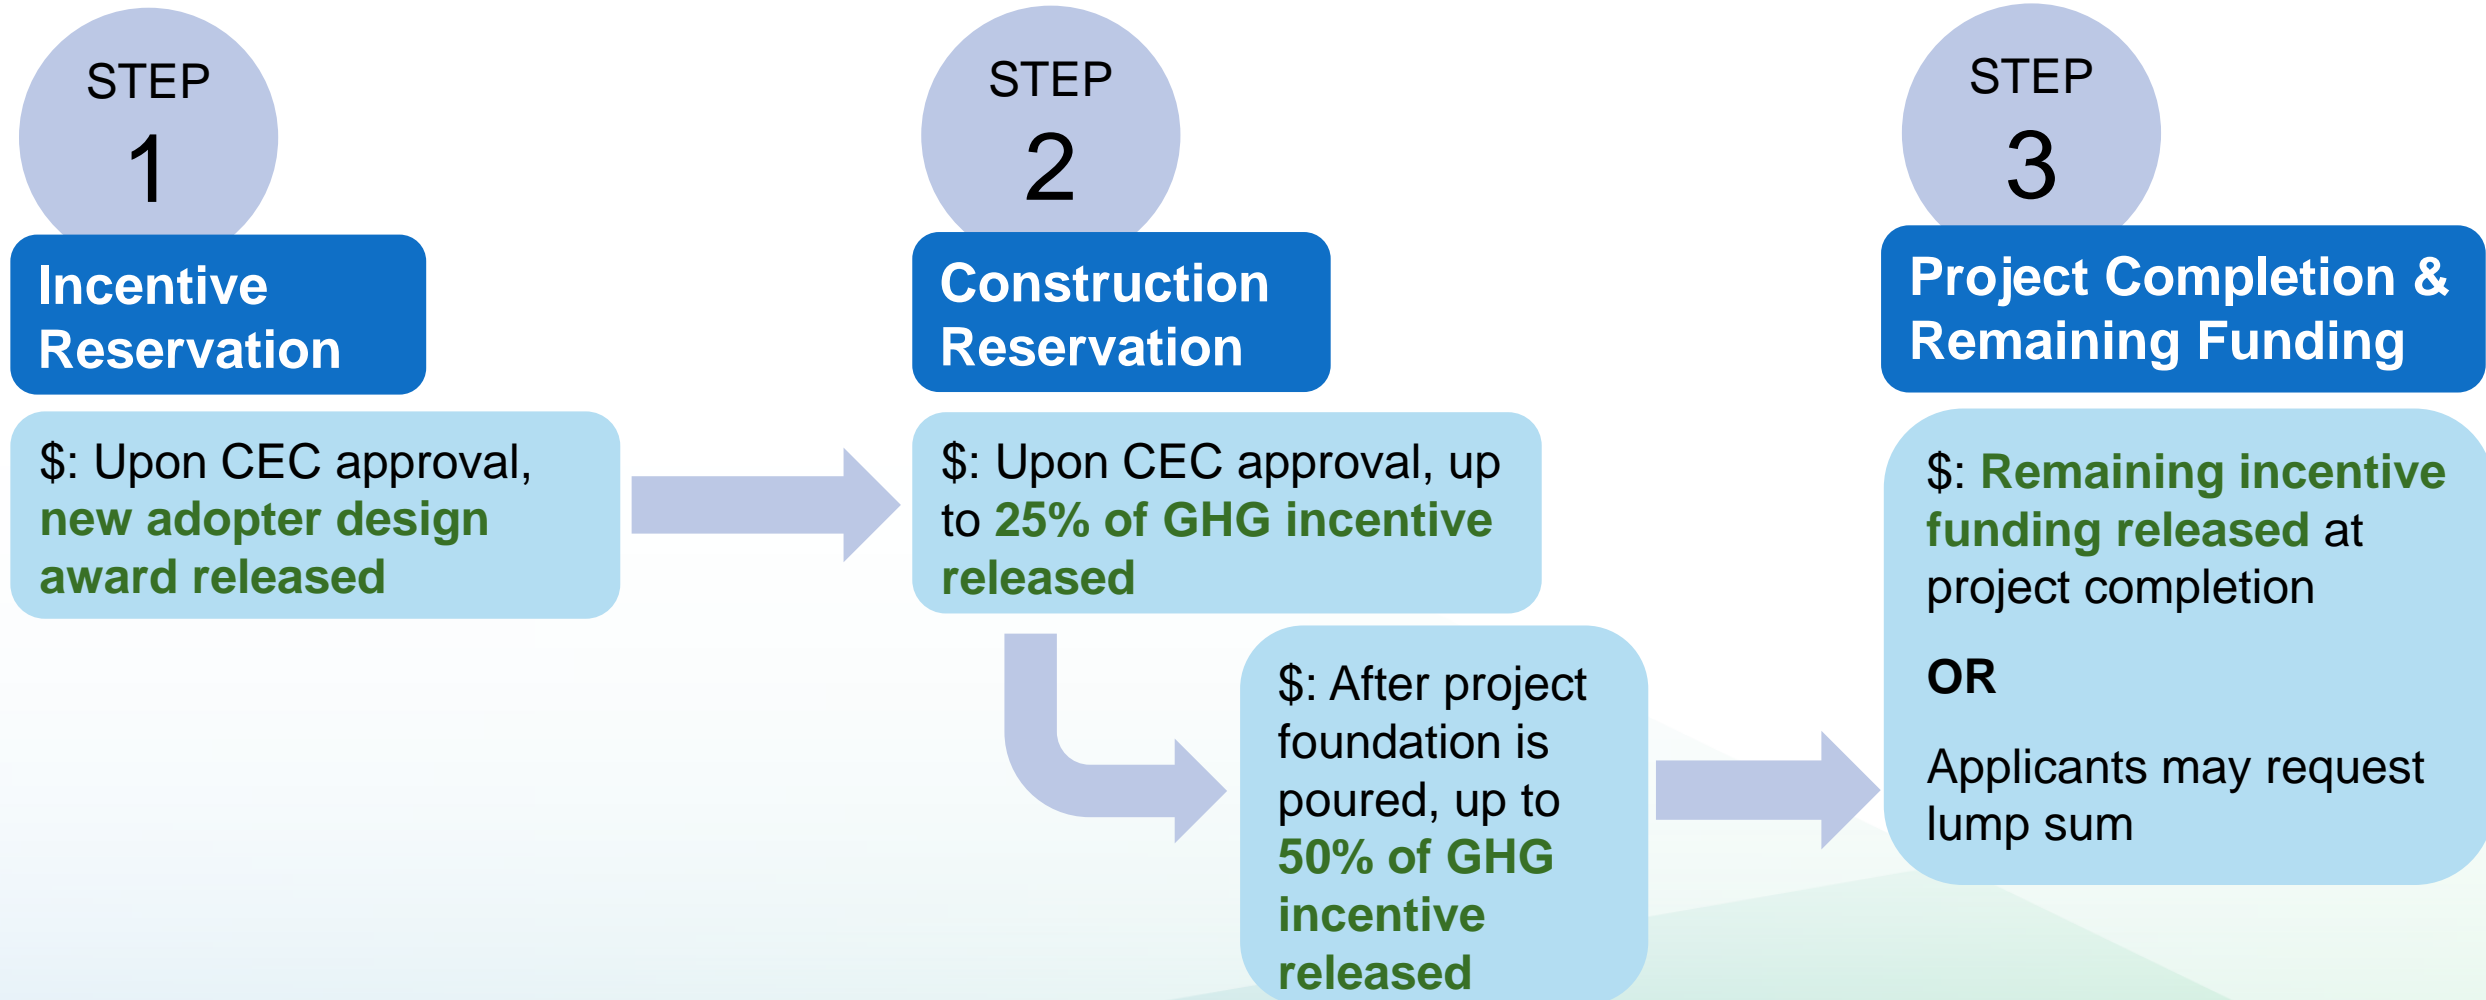 STEP
1
Incentive
Reservation
$: Upon CEC approval,
new adopter design
award released
STEP
2
Construction
Reservation
$: Upon CEC approval, up
to 25% of GHG incentive
released
$: After project
foundation is
poured, up to
50% of GHG
incentive
released
STEP
3
Project Completion &
Remaining Funding
$: Remaining incentive
funding released at
project completion
OR
Applicants may request
lump sum